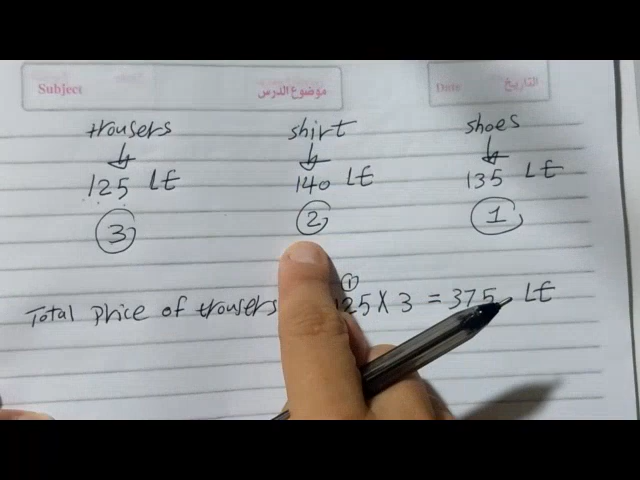 Subject موضوع الدرس Date التاريخ
trousers shirt shoes
125 LE 140 LE 135 LE
3 2 1
1
Total price of trousers 125 X 3 = 375 LE